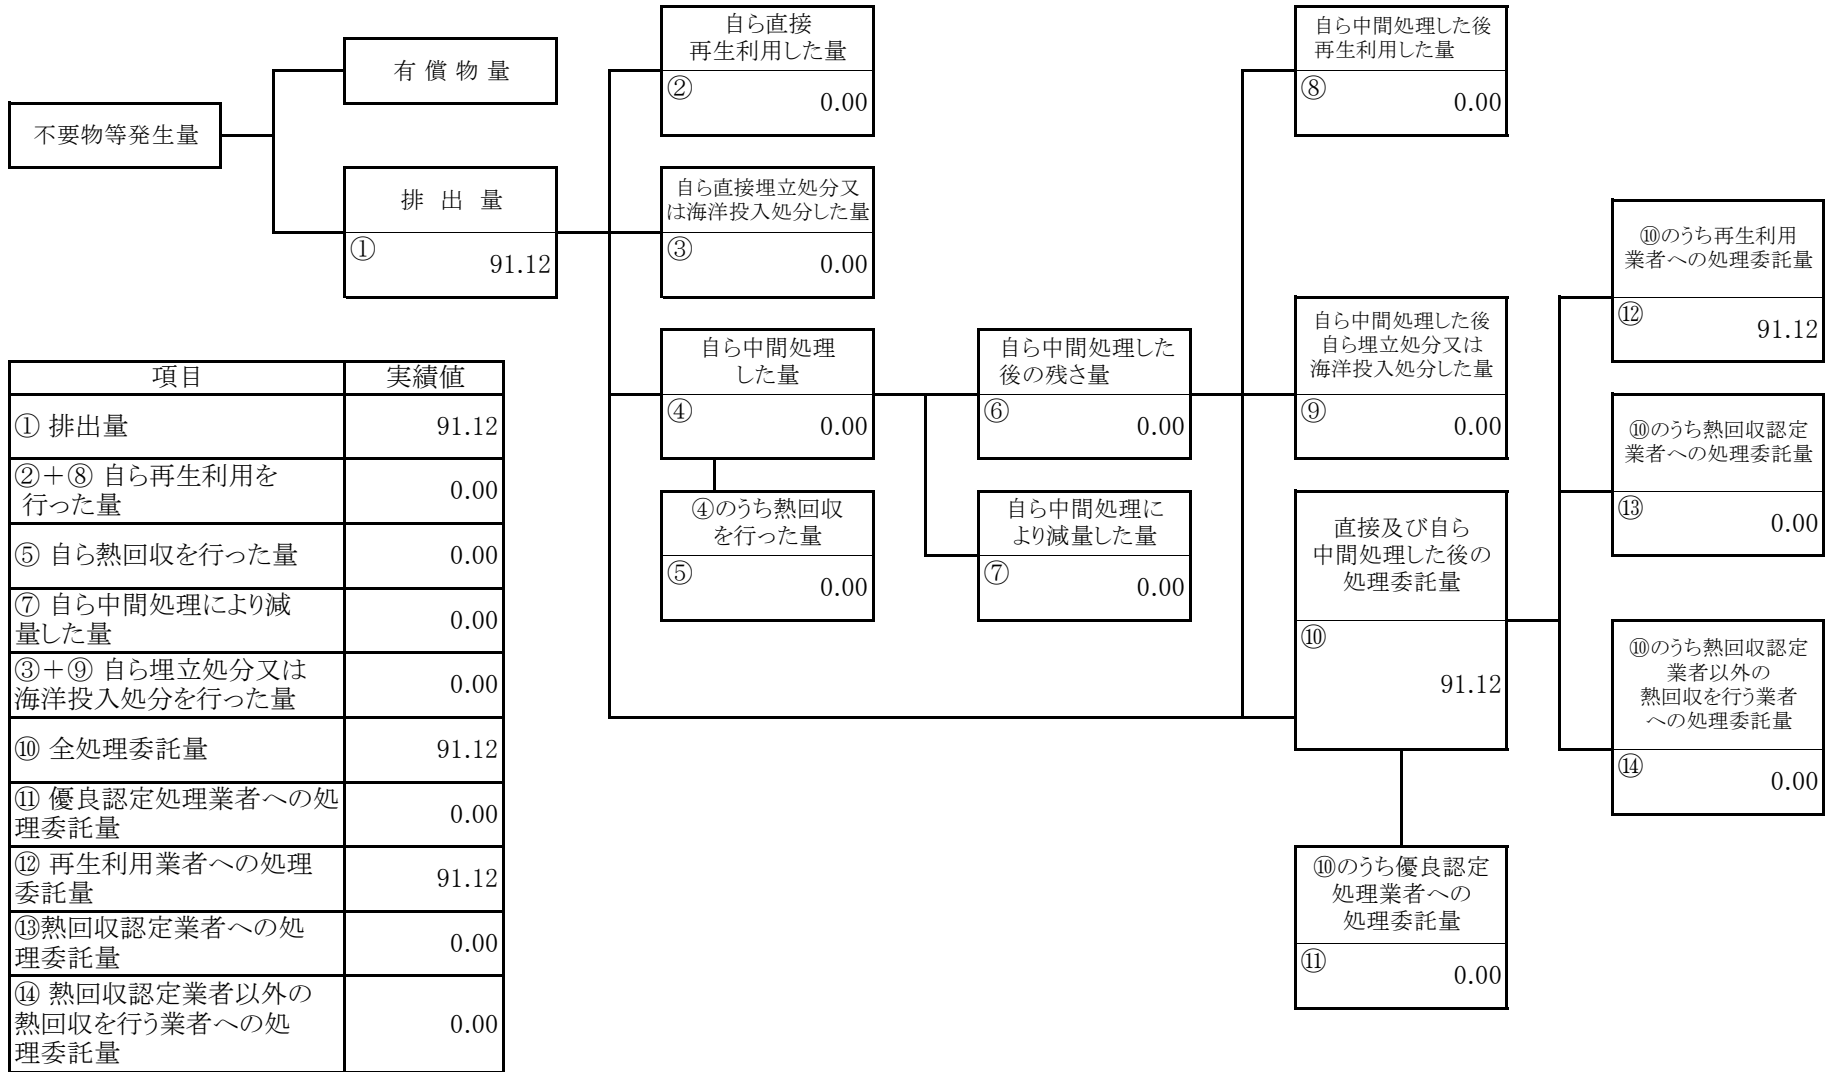 不要物等発生量
有 償 物 量
排 出 量
①
91.12
自ら直接
再生利用した量
②
0.00
自ら直接埋立処分又
は海洋投入処分した量
③
0.00
自ら中間処理
した量
④
0.00
④のうち熱回収
を行った量
⑤
0.00
自ら中間処理した
後の残さ量
⑥
0.00
自ら中間処理に
より減量した量
⑦
0.00
自ら中間処理した後
再生利用した量
⑧
0.00
自ら中間処理した後
自ら埋立処分又は
海洋投入処分した量
⑨
0.00
直接及び自ら
中間処理した後の
処理委託量
⑩
91.12
⑩のうち優良認定
処理業者への
処理委託量
⑪
0.00
⑩のうち再生利用
業者への処理委託量
⑫
91.12
⑩のうち熱回収認定
業者への処理委託量
⑬
0.00
⑩のうち熱回収認定
業者以外の
熱回収を行う業者
への処理委託量
⑭
0.00
項目 実績値
① 排出量 91.12
②+⑧ 自ら再生利用を
行った量 0.00
⑤ 自ら熱回収を行った量 0.00
⑦ 自ら中間処理により減
量した量 0.00
③+⑨ 自ら埋立処分又は
海洋投入処分を行った量 0.00
⑩ 全処理委託量 91.12
⑪ 優良認定処理業者への処
理委託量 0.00
⑫ 再生利用業者への処理
委託量 91.12
⑬熱回収認定業者への処
理委託量 0.00
⑭ 熱回収認定業者以外の
熱回収を行う業者への処
理委託量 0.00